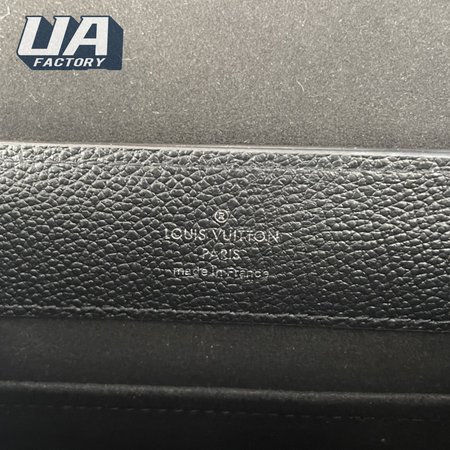 UA
FACTORY
®
LOUIS VUITTON
PARIS
made in France